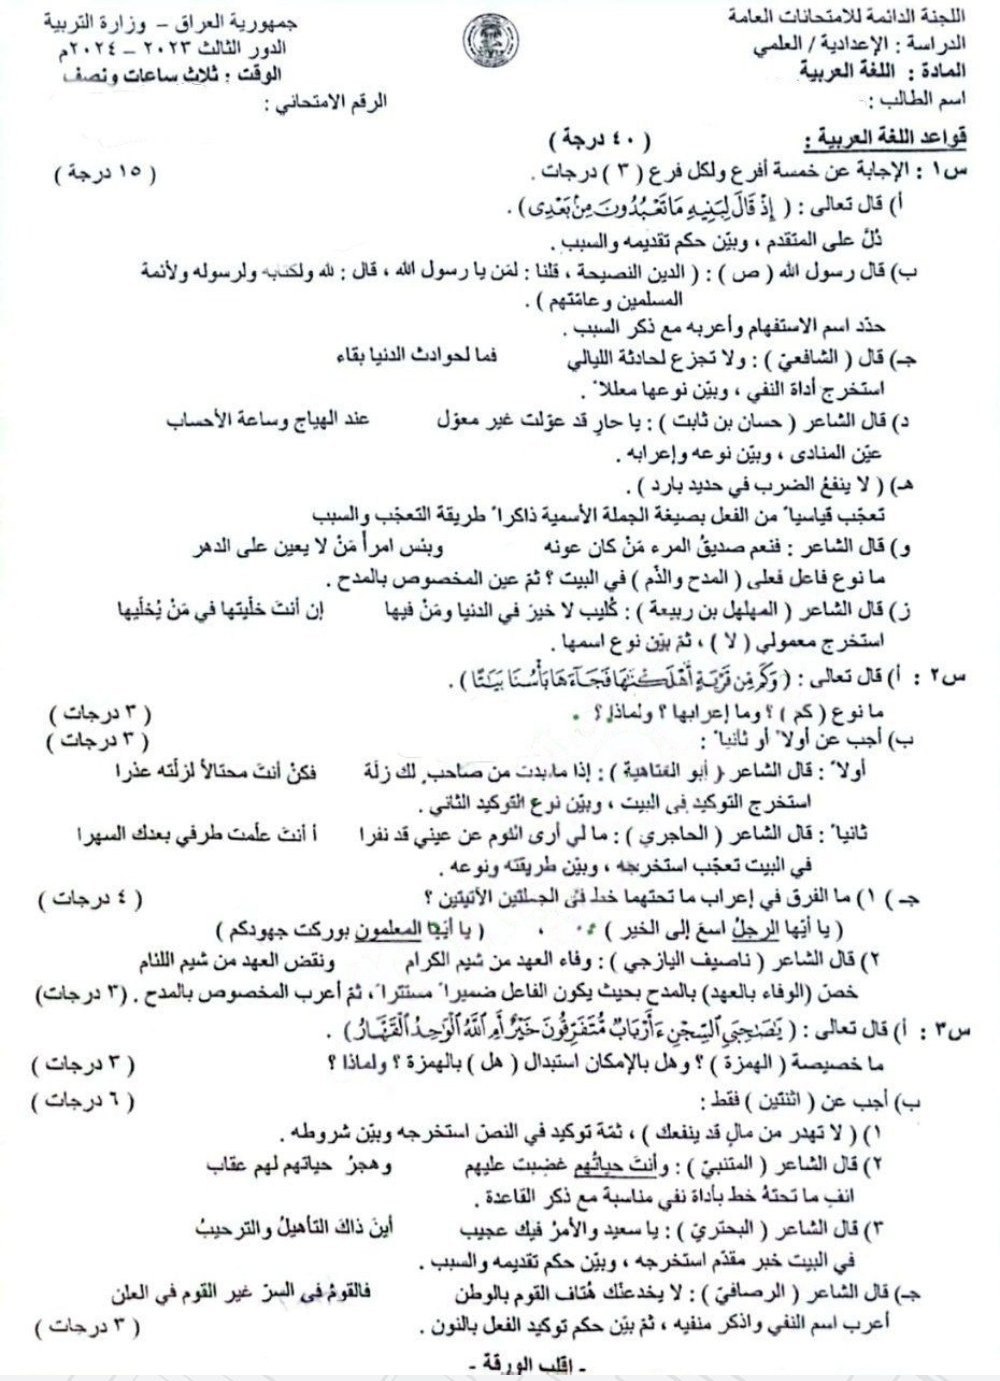 اللجنة الدائمة للامتحانات العامة
جمهورية العراق – وزارة التربية
الدراسة : الإعدادية / العلمي
الدور الثالث ٢٠٢٣ – ٢٠٢٤م
المادة : اللغة العربية
الوقت : ثلاث ساعات ونصف
اسم الطالب :-
الرقم الامتحاني :
قواعد اللغة العربية : ( ٤٠ درجة )
س١ : الإجابة عن خمسة أفرع ولكل فرع ( ٣ ) درجات . ( ١٥ درجة )
أ) قال تعالى : ( إِذْ قَالَ لِبَنِيهِ مَا تَعْبُدُونَ مِنْ بَعْدِى ) .
دُلَّ على المتقدم ، وبيّن حكم تقديمه والسبب .
ب) قال رسول الله ( ص ) : ( الدين النصيحة ، قلنا : لمَن يا رسول الله ، قال : لله ولكتابه ولرسوله ولأئمة
المسلمين وعامّتهم ) .
حدّد اسم الاستفهام وأعربه مع ذكر السبب .
جـ) قال ( الشافعيّ ) : ولا تجزع لحادثة الليالي فما لحوادث الدنيا بقاء
استخرج أداة النفي ، وبيّن نوعها معللاً .
د) قال الشاعر ( حسان بن ثابت ) : يا حارِ قد عوّلت غير معوّل عند الهياج وساعة الأحساب
عيّن المنادى ، وبيّن نوعه وإعرابه .
هـ) ( لا ينفعُ الضرب في حديد بارد ) .
تعجّب قياسياً من الفعل بصيغة الجملة الأسمية ذاكراً طريقة التعجّب والسبب
و) قال الشاعر : فنعم صديقُ المرء مَنْ كان عونه وبئس امرأً مَنْ لا يعين على الدهر
ما نوع فاعل فعلى ( المدح والذّم ) في البيت ؟ ثمّ عين المخصوص بالمدح .
ز) قال الشاعر ( المهلهل بن ربيعة ) : كُليب لا خيرَ في الدنيا ومَنْ فيها إن أنتَ خلّيتها في مَنْ يُخلّيها
استخرج معمولي ( لا ) ، ثمّ بيّن نوع اسمها .
س٢ : أ) قال تعالى : ( وَكَم مِّن قَرْيَةٍ أَهْلَكْنَٰهَا فَجَآءَهَا بَأْسُنَا بَيَٰتًا ) .
ما نوع ( كم ) ؟ وما إعرابها ؟ ولماذا ؟ . ( ٣ درجات )
ب) أجب عن أولاً أو ثانياً : ( ٣ درجات )
أولاً : قال الشاعر ( أبو العتاهية ) : إذا ما بدت من صاحب لك زلّة فكنْ أنتَ محتالاً لزلّته عذرا
استخرج التوكيد في البيت ، وبيّن نوع التوكيد الثاني .
ثانياً : قال الشاعر ( الحاجري ) : ما لي أرى النوم عن عيني قد نفرا أ أنتَ علّمت طرفي بعدك السهرا
في البيت تعجّب استخرجه ، وبيّن طريقته ونوعه .
جـ ) ١) ما الفرق في إعراب ما تحتهما خط في الجملتين الآتيتين ؟ ( ٤ درجات )
( يا أيّها الرجلُ اسعَ إلى الخير ) ، ( يا أيّها المعلمون بوركت جهودكم )
٢) قال الشاعر ( ناصيف اليازجي ) : وفاء العهد من شيم الكرام ونقض العهد من شيم اللئام
خصّ (الوفاء بالعهد) بالمدح بحيث يكون الفاعل ضميراً مستتراً، ثمّ أعرب المخصوص بالمدح . (٣ درجات)
س٣ : أ) قال تعالى : ( يَٰصَٰحِبَىِ ٱلسِّجْنِ ءَأَرْبَابٌ مُّتَفَرِّقُونَ خَيْرٌ أَمِ ٱللَّهُ ٱلْوَٰحِدُ ٱلْقَهَّارُ ) .
ما خصيصة ( الهمزة ) ؟ وهل بالإمكان استبدال ( هل ) بالهمزة ؟ ولماذا ؟ ( ٣ درجات )
ب) أجب عن ( اثنتين ) فقط : ( ٦ درجات )
١) ( لا تهدر من مالٍ قد ينفعك ) ، ثمّة توكيد في النصّ استخرجه وبيّن شروطه .
٢) قال الشاعر ( المتنبيّ ) : وأنتَ حياتُهم غضبت عليهم وهجرُ حياتهم لهم عقاب
انفِ ما تحتهُ خط بأداة نفي مناسبة مع ذكر القاعدة .
٣) قال الشاعر ( البحتريّ ) : يا سعيد والأمرُ فيك عجيب أينَ ذاكَ التأهيلُ والترحيبُ
في البيت خبر مقدّم استخرجه ، وبيّن حكم تقديمه والسبب .
جـ) قال الشاعر ( الرصافيّ ) : لا يخدعنّك هُتاف القوم بالوطن فالقومُ في السرّ غير القوم في العلن
أعرب اسم النفي واذكر منفيه ، ثمّ بيّن حكم توكيد الفعل بالنون . ( ٣ درجات )
- اقلب الورقة -